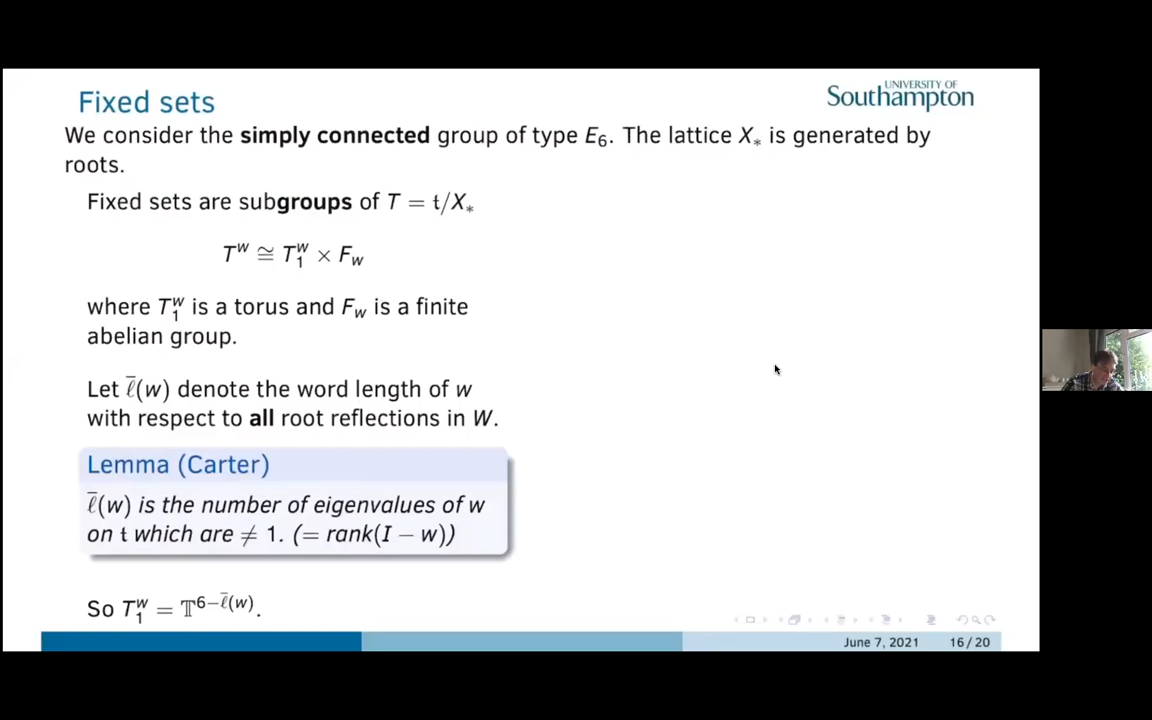 Fixed sets
UNIVERSITY OF
Southampton
We consider the simply connected group of type E₆. The lattice X_* is generated by
roots.
Fixed sets are subgroups of T = 𝔱/X_*
T^w ≅ T_1^w × F_w
where T_1^w is a torus and F_w is a finite
abelian group.
Let ℓ̄(w) denote the word length of w
with respect to all root reflections in W.
Lemma (Carter)
ℓ̄(w) is the number of eigenvalues of w
on 𝔱 which are ≠ 1. (= rank(I − w))
So T_1^w = 𝕋^{6−ℓ̄(w)}.
June 7, 2021 16/20